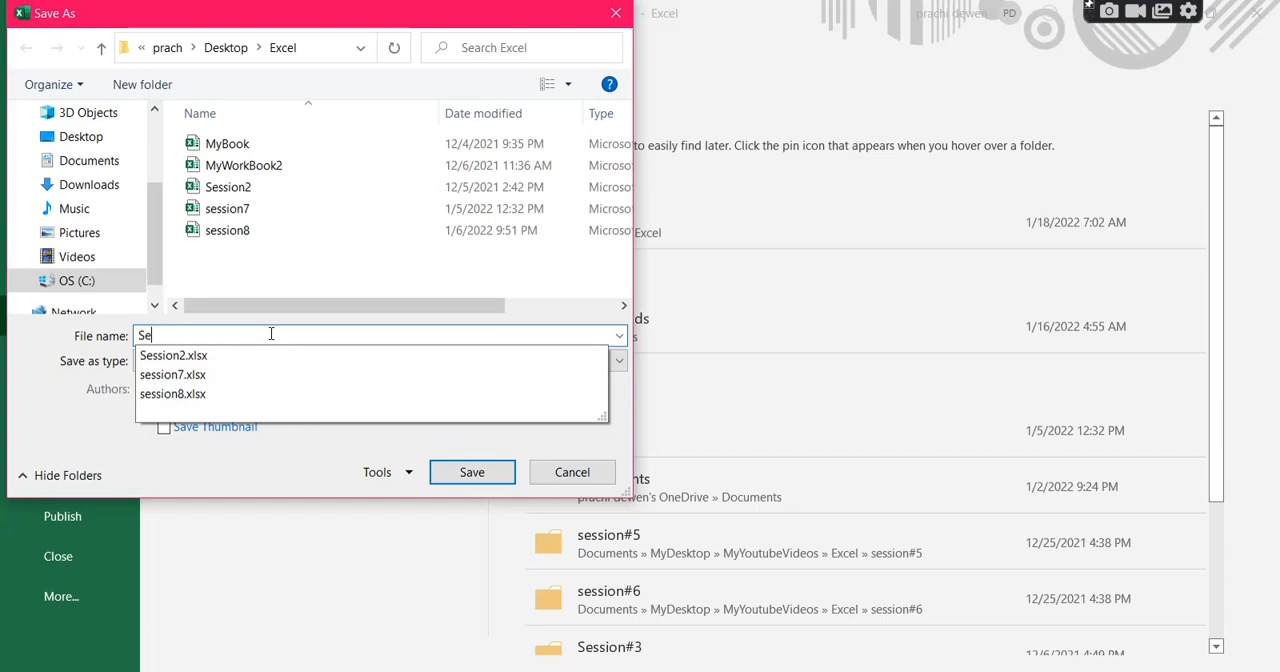 Save As
- Excel
prachi dewen PD
« prach > Desktop > Excel
Search Excel
Organize
New folder
3D Objects
Desktop
Documents
Downloads
Music
Pictures
Videos
OS (C:)
Network
Name Date modified Type
MyBook 12/4/2021 9:35 PM Microso
MyWorkBook2 12/6/2021 11:36 AM Microso
Session2 12/5/2021 2:42 PM Microso
session7 1/5/2022 12:32 PM Microso
session8 1/6/2022 9:51 PM Microso
File name: Se
Save as type:
Session2.xlsx
session7.xlsx
session8.xlsx
Authors:
Save Thumbnail
Hide Folders
Tools
Save
Cancel
to easily find later. Click the pin icon that appears when you hover over a folder.
1/18/2022 7:02 AM
Excel
ds
s
1/16/2022 4:55 AM
1/5/2022 12:32 PM
nts
prachi dewen's OneDrive » Documents
1/2/2022 9:24 PM
session#5
Documents » MyDesktop » MyYoutubeVideos » Excel » session#5
12/25/2021 4:38 PM
session#6
Documents » MyDesktop » MyYoutubeVideos » Excel » session#6
12/25/2021 4:38 PM
Session#3
12/6/2021 4:49 PM
Publish
Close
More...